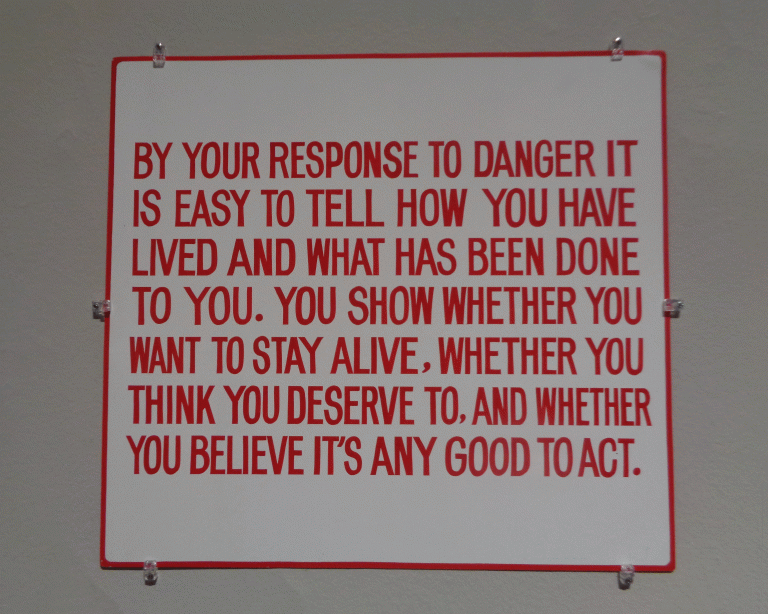 BY YOUR RESPONSE TO DANGER IT
IS EASY TO TELL HOW YOU HAVE
LIVED AND WHAT HAS BEEN DONE
TO YOU. YOU SHOW WHETHER YOU
WANT TO STAY ALIVE, WHETHER YOU
THINK YOU DESERVE TO, AND WHETHER
YOU BELIEVE IT'S ANY GOOD TO ACT.